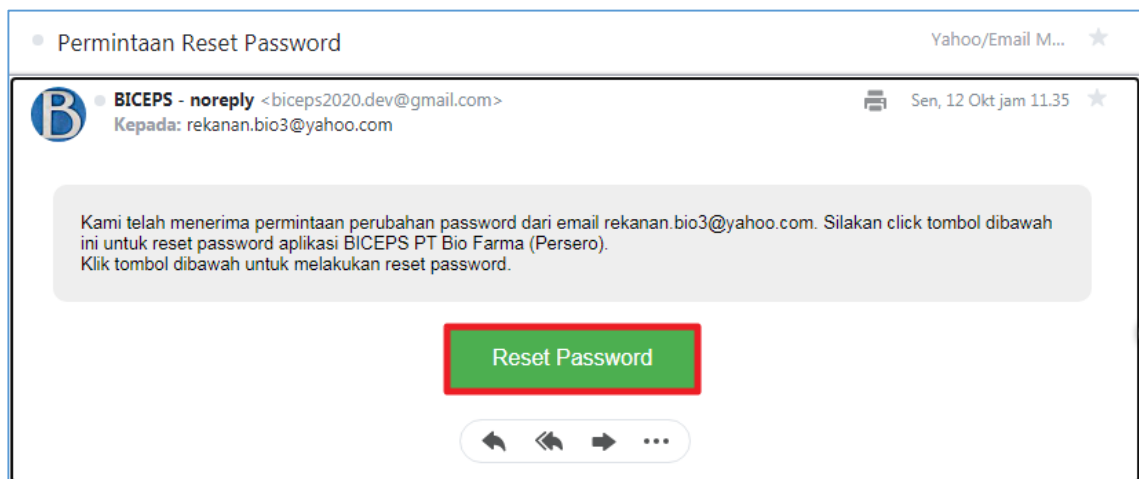 Permintaan Reset Password
Yahoo/Email M...
B
BICEPS - noreply <biceps2020.dev@gmail.com>
Sen, 12 Okt jam 11.35
Kepada: rekanan.bio3@yahoo.com
Kami telah menerima permintaan perubahan password dari email rekanan.bio3@yahoo.com. Silakan click tombol dibawah
ini untuk reset password aplikasi BICEPS PT Bio Farma (Persero).
Klik tombol dibawah untuk melakukan reset password.
Reset Password